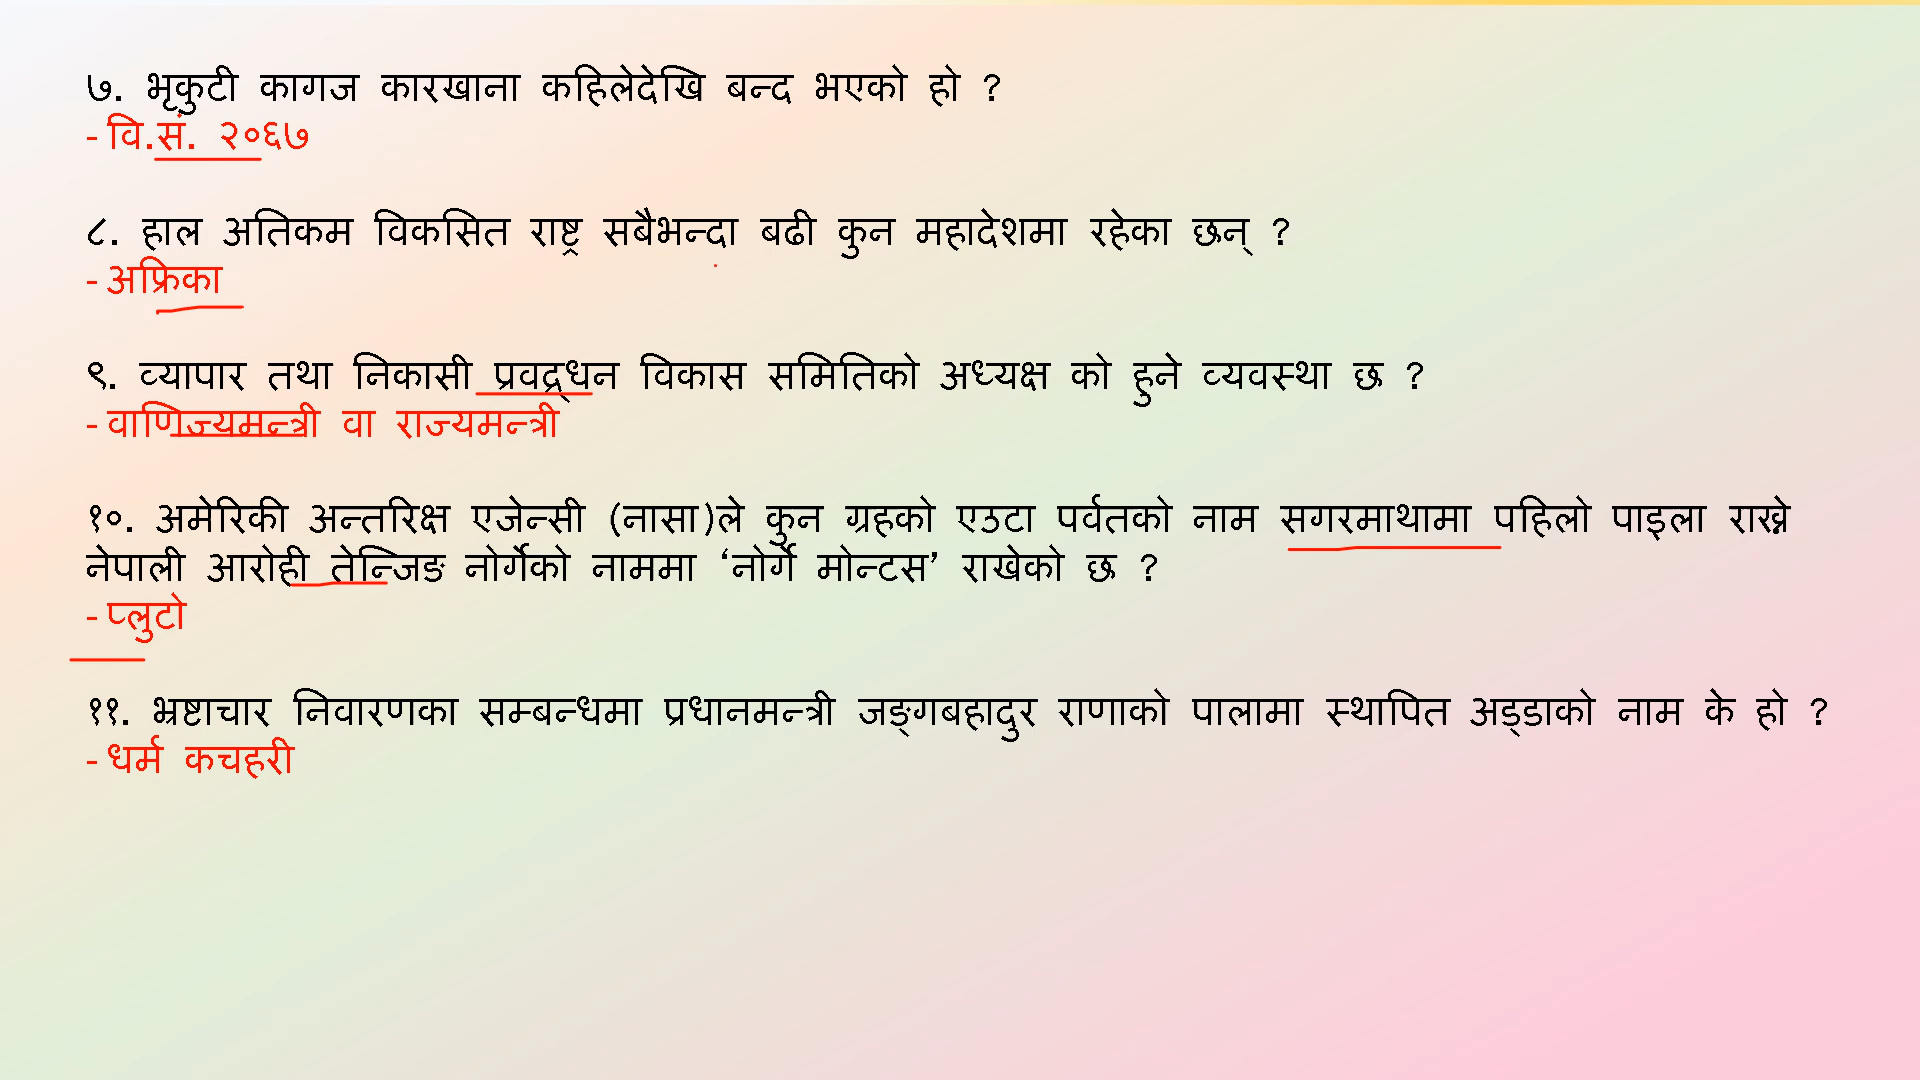 ७. भृकुटी कागज कारखाना कहिलेदेखि बन्द भएको हो ?
- वि.सं. २०६७
८. हाल अतिकम विकसित राष्ट्र सबैभन्दा बढी कुन महादेशमा रहेका छन् ?
- अफ्रिका
९. व्यापार तथा निकासी प्रवद्र्धन विकास समितिको अध्यक्ष को हुने व्यवस्था छ ?
- वाणिज्यमन्त्री वा राज्यमन्त्री
१०. अमेरिकी अन्तरिक्ष एजेन्सी (नासा)ले कुन ग्रहको एउटा पर्वतको नाम सगरमाथामा पहिलो पाइला राख्ने
नेपाली आरोही तेन्जिङ नोर्गेको नाममा ‘नोर्गे मोन्टस’ राखेको छ ?
- प्लुटो
११. भ्रष्टाचार निवारणका सम्बन्धमा प्रधानमन्त्री जङ्गबहादुर राणाको पालामा स्थापित अड्डाको नाम के हो ?
- धर्म कचहरी